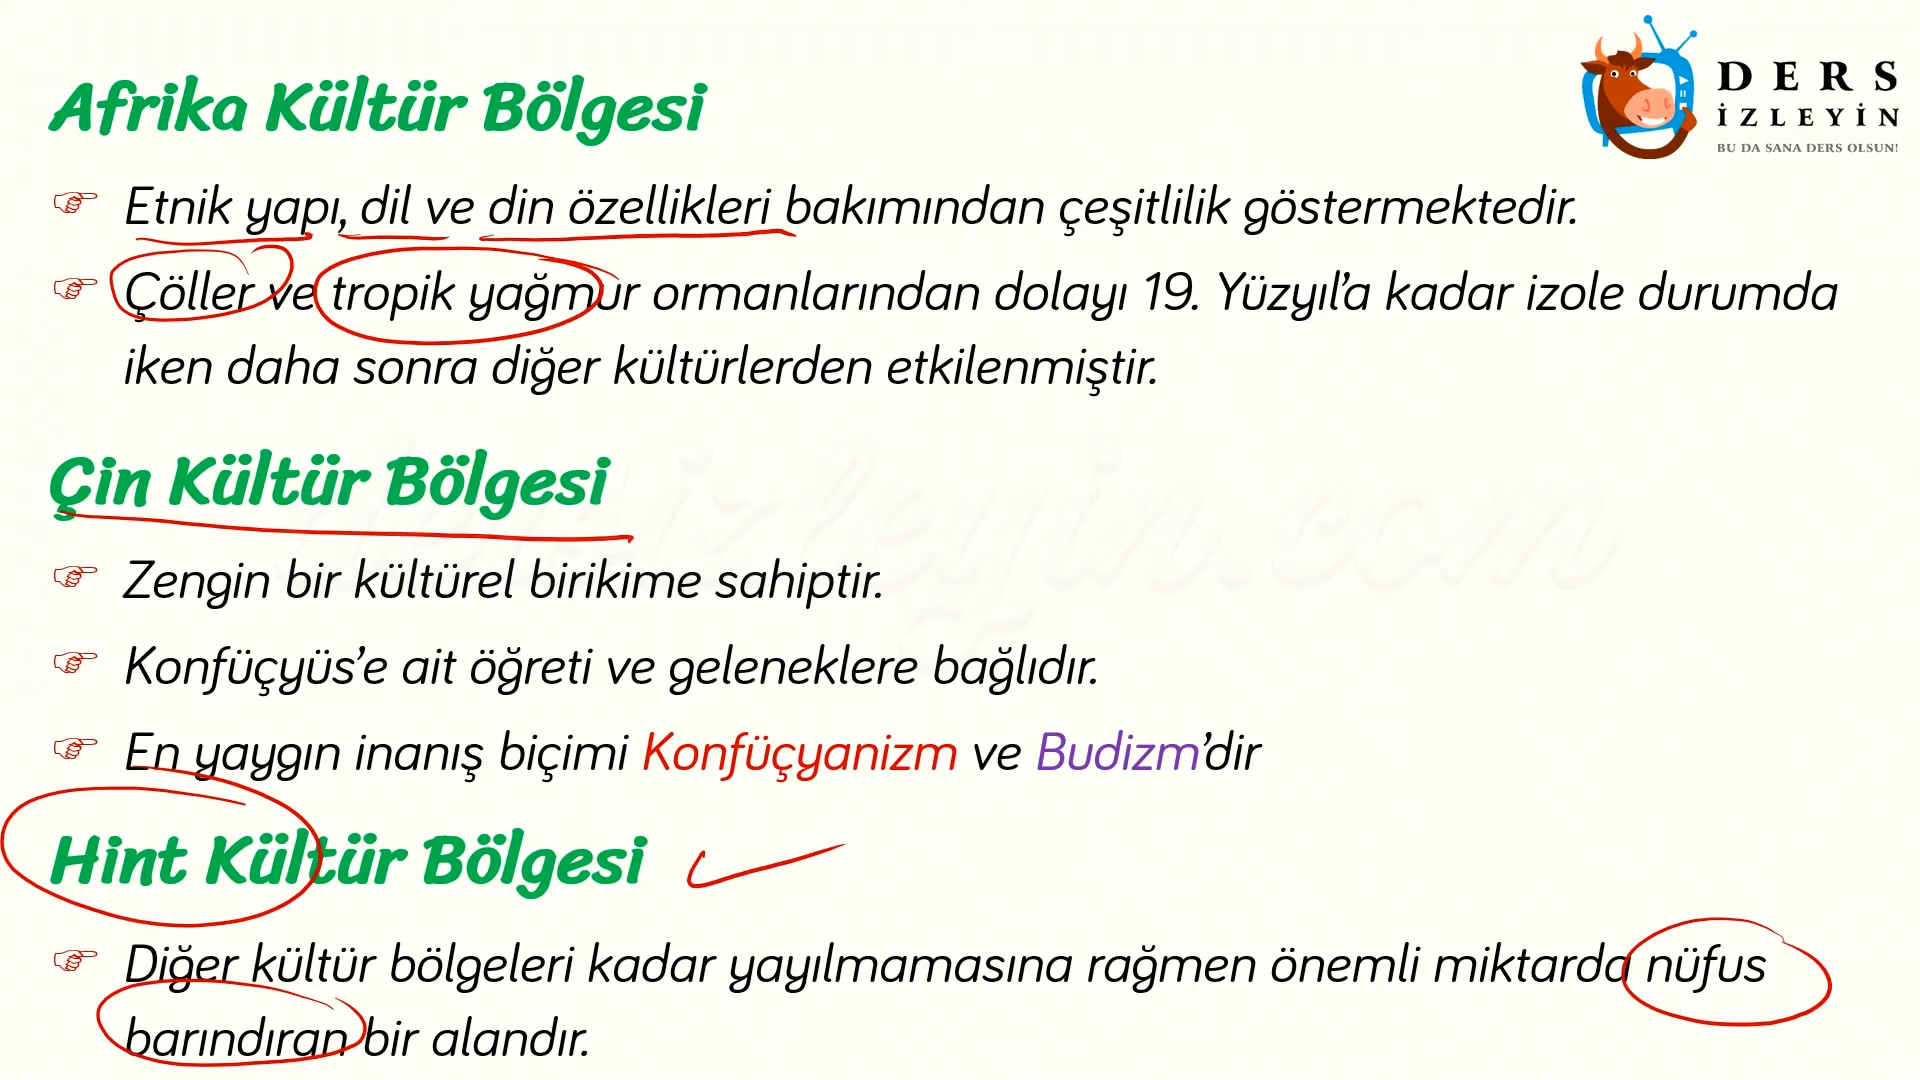 Afrika Kültür Bölgesi
DERS
İZLEYİN
BU DA SANA DERS OLSUN!
Etnik yapı, dil ve din özellikleri bakımından çeşitlilik göstermektedir.
Çöller ve tropik yağmur ormanlarından dolayı 19. Yüzyıl’a kadar izole durumda
iken daha sonra diğer kültürlerden etkilenmiştir.
Çin Kültür Bölgesi
Zengin bir kültürel birikime sahiptir.
Konfüçyüs’e ait öğreti ve geleneklere bağlıdır.
En yaygın inanış biçimi Konfüçyanizm ve Budizm’dir
Hint Kültür Bölgesi
Diğer kültür bölgeleri kadar yayılmamasına rağmen önemli miktarda nüfus
barındıran bir alandır.